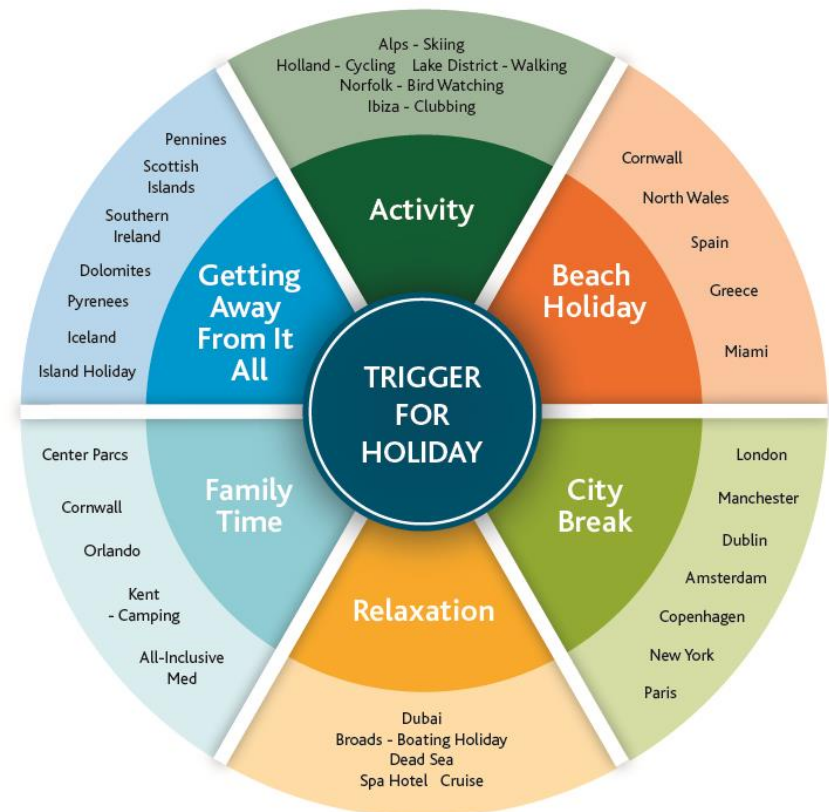 TRIGGER
FOR
HOLIDAY
Activity
Alps - Skiing
Holland - Cycling Lake District - Walking
Norfolk - Bird Watching
Ibiza - Clubbing
Beach
Holiday
Cornwall
North Wales
Spain
Greece
Miami
City
Break
London
Manchester
Dublin
Amsterdam
Copenhagen
New York
Paris
Relaxation
Dubai
Broads - Boating Holiday
Dead Sea
Spa Hotel Cruise
Family
Time
Center Parcs
Cornwall
Orlando
Kent
- Camping
All-Inclusive
Med
Getting
Away
From It
All
Pennines
Scottish
Islands
Southern
Ireland
Dolomites
Pyrenees
Iceland
Island Holiday